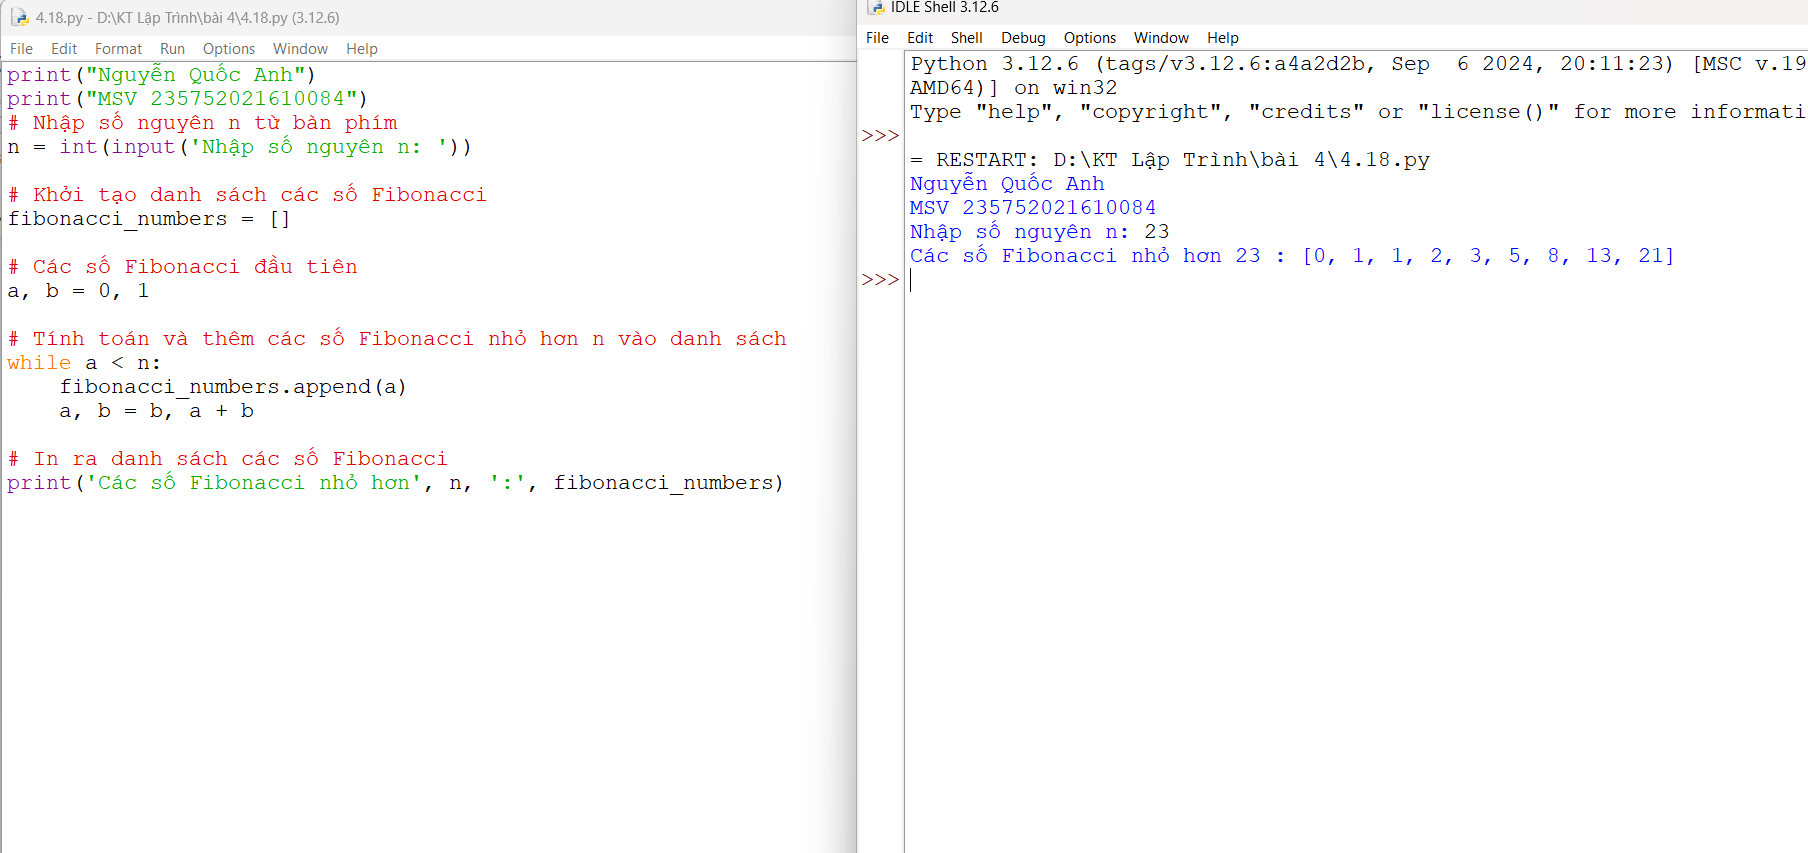 4.18.py - D:\KT Lập Trình\bài 4\4.18.py (3.12.6)
File Edit Format Run Options Window Help
print("Nguyễn Quốc Anh")
print("MSV 235752021610084")
# Nhập số nguyên n từ bàn phím
n = int(input('Nhập số nguyên n: '))
# Khởi tạo danh sách các số Fibonacci
fibonacci_numbers = []
# Các số Fibonacci đầu tiên
a, b = 0, 1
# Tính toán và thêm các số Fibonacci nhỏ hơn n vào danh sách
while a < n:
    fibonacci_numbers.append(a)
    a, b = b, a + b
# In ra danh sách các số Fibonacci
print('Các số Fibonacci nhỏ hơn', n, ':', fibonacci_numbers)
IDLE Shell 3.12.6
File Edit Shell Debug Options Window Help
Python 3.12.6 (tags/v3.12.6:a4a2d2b, Sep  6 2024, 20:11:23) [MSC v.19
AMD64)] on win32
Type "help", "copyright", "credits" or "license()" for more informati
>>>
= RESTART: D:\KT Lập Trình\bài 4\4.18.py
Nguyễn Quốc Anh
MSV 235752021610084
Nhập số nguyên n: 23
Các số Fibonacci nhỏ hơn 23 : [0, 1, 1, 2, 3, 5, 8, 13, 21]
>>>